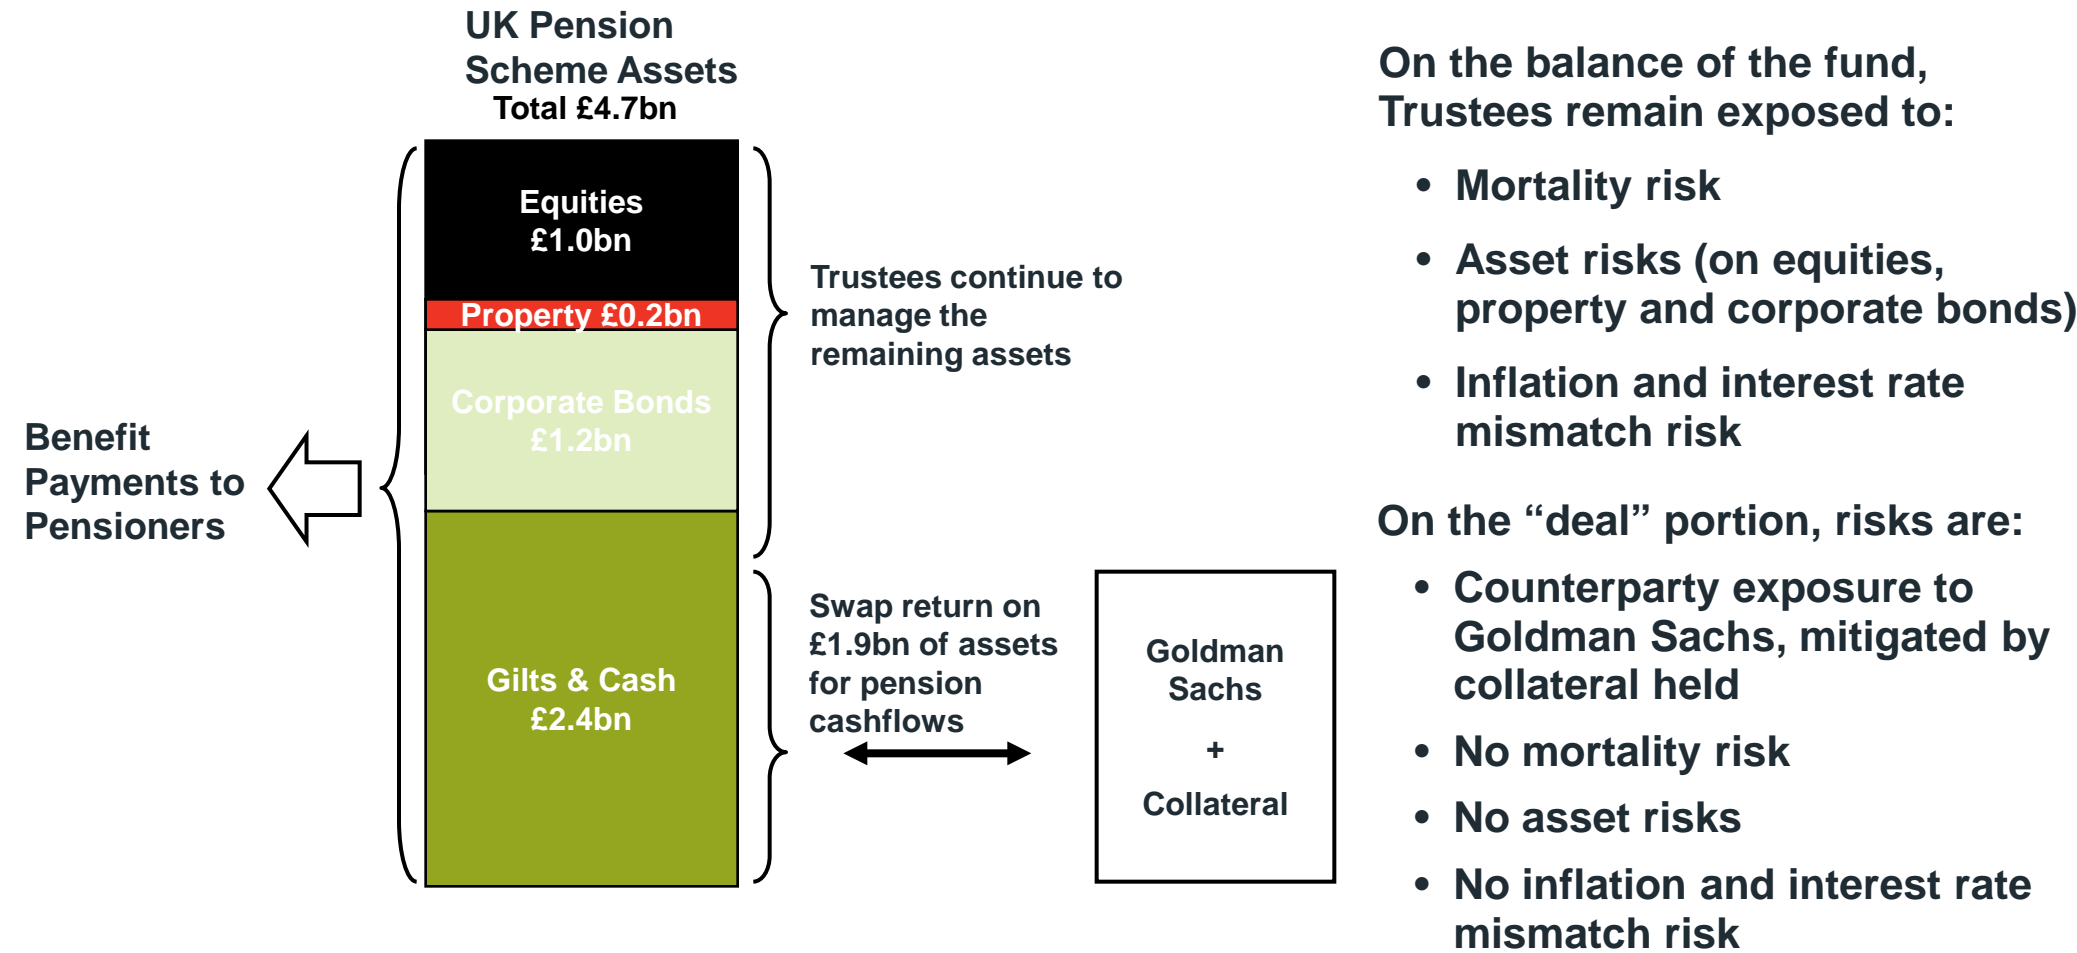 UK Pension
Scheme Assets
Total £4.7bn
Equities
£1.0bn
Property £0.2bn
Corporate Bonds
£1.2bn
Gilts & Cash
£2.4bn
Benefit
Payments to
Pensioners
Trustees continue to
manage the
remaining assets
Swap return on
£1.9bn of assets
for pension
cashflows
Goldman
Sachs
+
Collateral
On the balance of the fund,
Trustees remain exposed to:
• Mortality risk
• Asset risks (on equities,
property and corporate bonds)
• Inflation and interest rate
mismatch risk
On the “deal” portion, risks are:
• Counterparty exposure to
Goldman Sachs, mitigated by
collateral held
• No mortality risk
• No asset risks
• No inflation and interest rate
mismatch risk